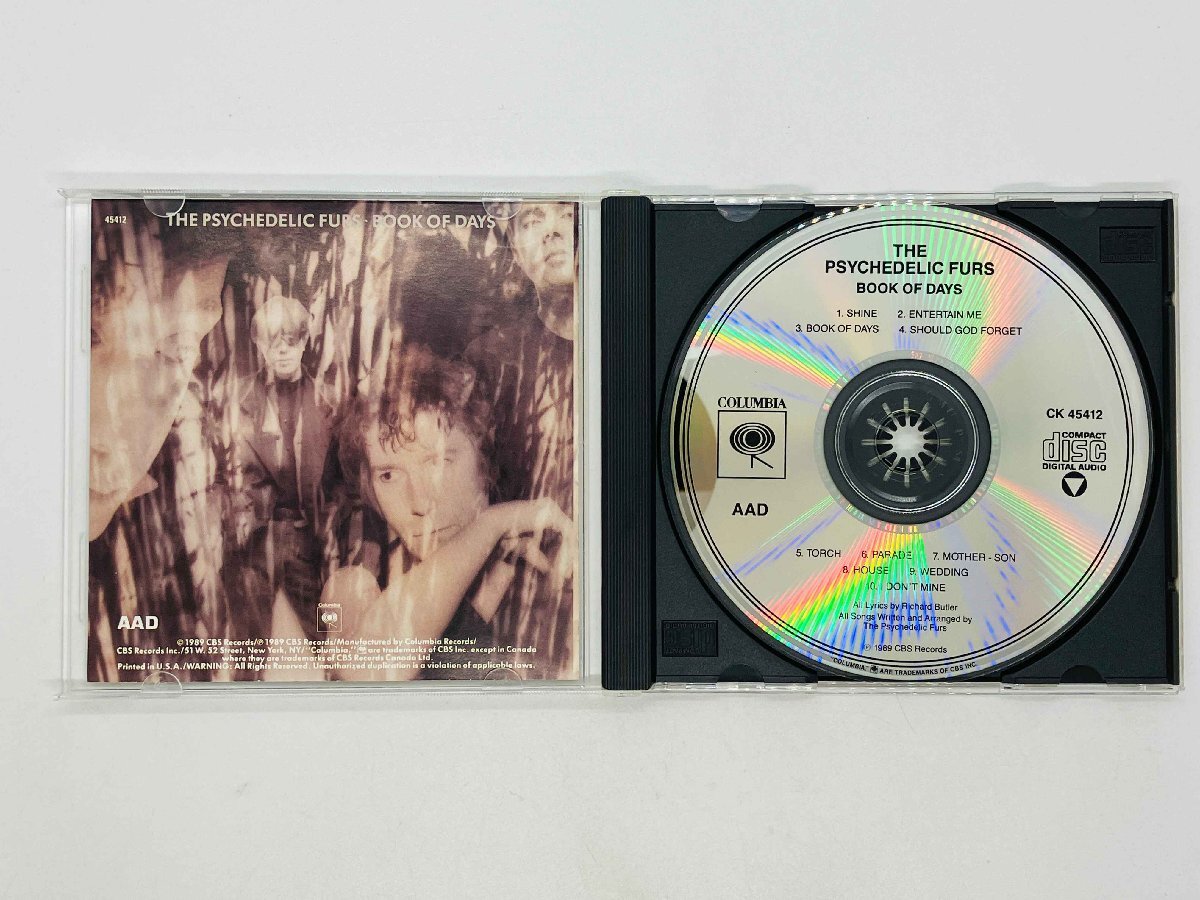 45412
THE PSYCHEDELIC FURS · BOOK OF DAYS
AAD
Columbia
©1989 CBS Records/℗1989 CBS Records/Manufactured by Columbia Records/
CBS Records Inc./51 W. 52 Street, New York, NY/"Columbia," are trademarks of CBS Inc. except in Canada
where they are trademarks of CBS Records Canada Ltd.
Printed in U.S.A./WARNING: All Rights Reserved. Unauthorized duplication is a violation of applicable laws.
THE
PSYCHEDELIC FURS
BOOK OF DAYS
1. SHINE 2. ENTERTAIN ME
3. BOOK OF DAYS 4. SHOULD GOD FORGET
COLUMBIA
AAD
CK 45412
COMPACT
disc
DIGITAL AUDIO
5. TORCH 6. PARADE 7. MOTHER - SON
8. HOUSE 9. WEDDING
10. I DON'T MINE
All Lyrics by Richard Butler
All Songs Written and Arranged by
The Psychedelic Furs
℗ 1989 CBS Records
"COLUMBIA," ARE TRADEMARKS OF CBS INC.